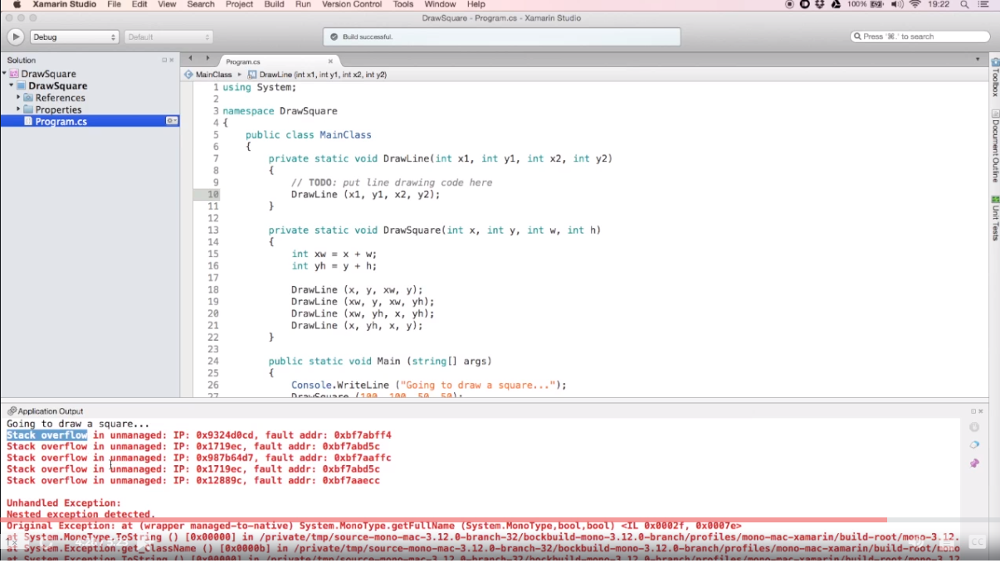 Xamarin Studio File Edit View Search Project Build Run Version Control Tools Window Help 100% 19:22
DrawSquare - Program.cs - Xamarin Studio
Debug Default Build successful. Press '⌘.' to search
Solution
DrawSquare
DrawSquare
References
Properties
Program.cs
Program.cs
MainClass DrawLine (int x1, int y1, int x2, int y2)
1 using System;
2
3 namespace DrawSquare
4 {
5 public class MainClass
6 {
7 private static void DrawLine(int x1, int y1, int x2, int y2)
8 {
9 // TODO: put line drawing code here
10 DrawLine (x1, y1, x2, y2);
11 }
12
13 private static void DrawSquare(int x, int y, int w, int h)
14 {
15 int xw = x + w;
16 int yh = y + h;
17
18 DrawLine (x, y, xw, y);
19 DrawLine (xw, y, xw, yh);
20 DrawLine (xw, yh, x, yh);
21 DrawLine (x, yh, x, y);
22 }
23
24 public static void Main (string[] args)
25 {
26 Console.WriteLine ("Going to draw a square...");
27 DrawSquare (100, 100, 50, 50);
Toolbox
Document Outline
Unit Tests
Application Output
Going to draw a square...
Stack overflow in unmanaged: IP: 0x9324d0cd, fault addr: 0xbf7abff4
Stack overflow in unmanaged: IP: 0x1719ec, fault addr: 0xbf7abd5c
Stack overflow in unmanaged: IP: 0x987b64d7, fault addr: 0xbf7aaffc
Stack overflow in unmanaged: IP: 0x1719ec, fault addr: 0xbf7abd5c
Stack overflow in unmanaged: IP: 0x12889c, fault addr: 0xbf7aaecc
Unhandled Exception:
Nested exception detected.
Original Exception: at (wrapper managed-to-native) System.MonoType.getFullName (System.MonoType,bool,bool) <IL 0x0002f, 0x0007e>
at System.MonoType.ToString () [0x00000] in /private/tmp/source-mono-mac-3.12.0-branch-32/bockbuild-mono-3.12.0-branch/profiles/mono-mac-xamarin/build-root/mono-3.12.
at System.Exception.get_ClassName () [0x0000b] in /private/tmp/source-mono-mac-3.12.0-branch-32/bockbuild-mono-3.12.0-branch/profiles/mono-mac-xamarin/build-root/mono
at System.Exception.ToString () [0x00000] in /private/tmp/source-mono-mac-3.12.0-branch-32/bockbuild-mono-3.12.0-branch/profiles/mono-mac-xamarin/build-root/mono-3.12
CC